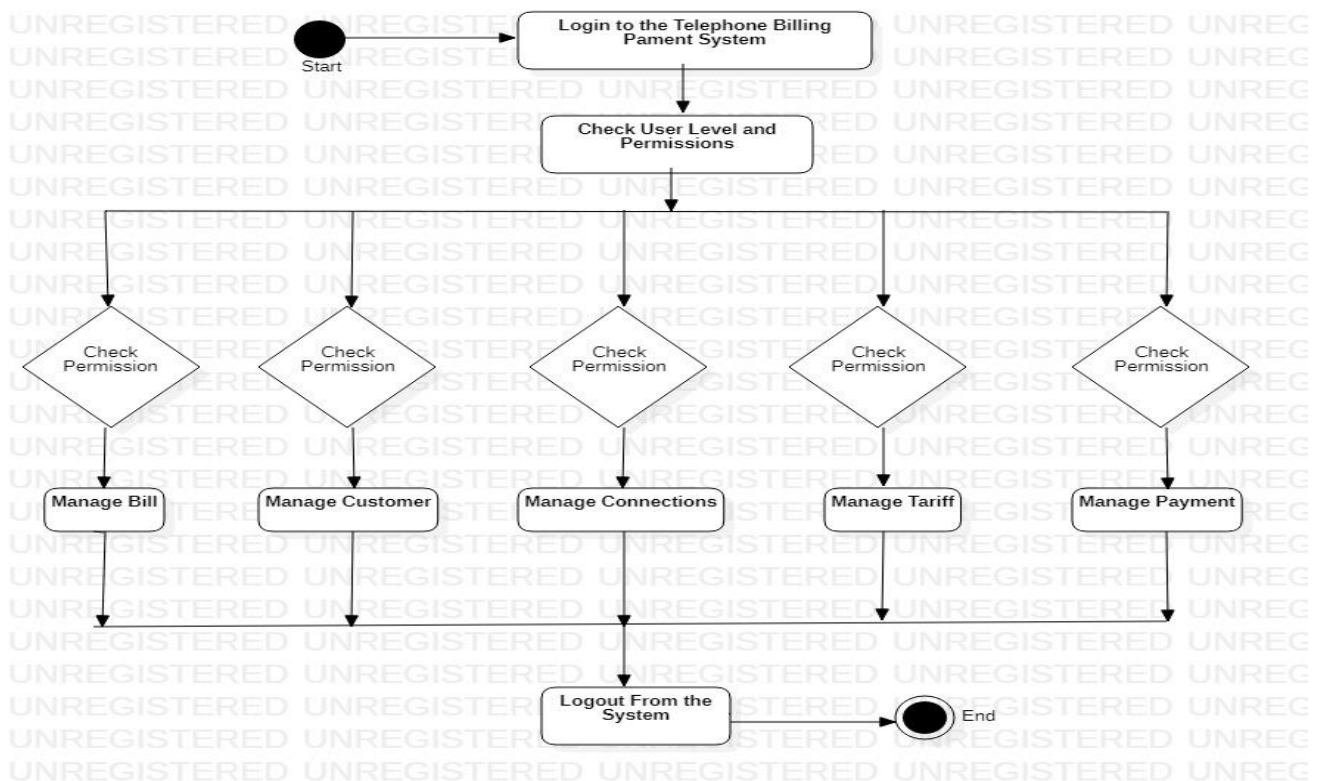 Login to the Telephone Billing
Pament System
Start
Check User Level and
Permissions
Check
Permission
Check
Permission
Check
Permission
Check
Permission
Check
Permission
Manage Bill
Manage Customer
Manage Connections
Manage Tariff
Manage Payment
Logout From the
System
End
UNREGISTERED